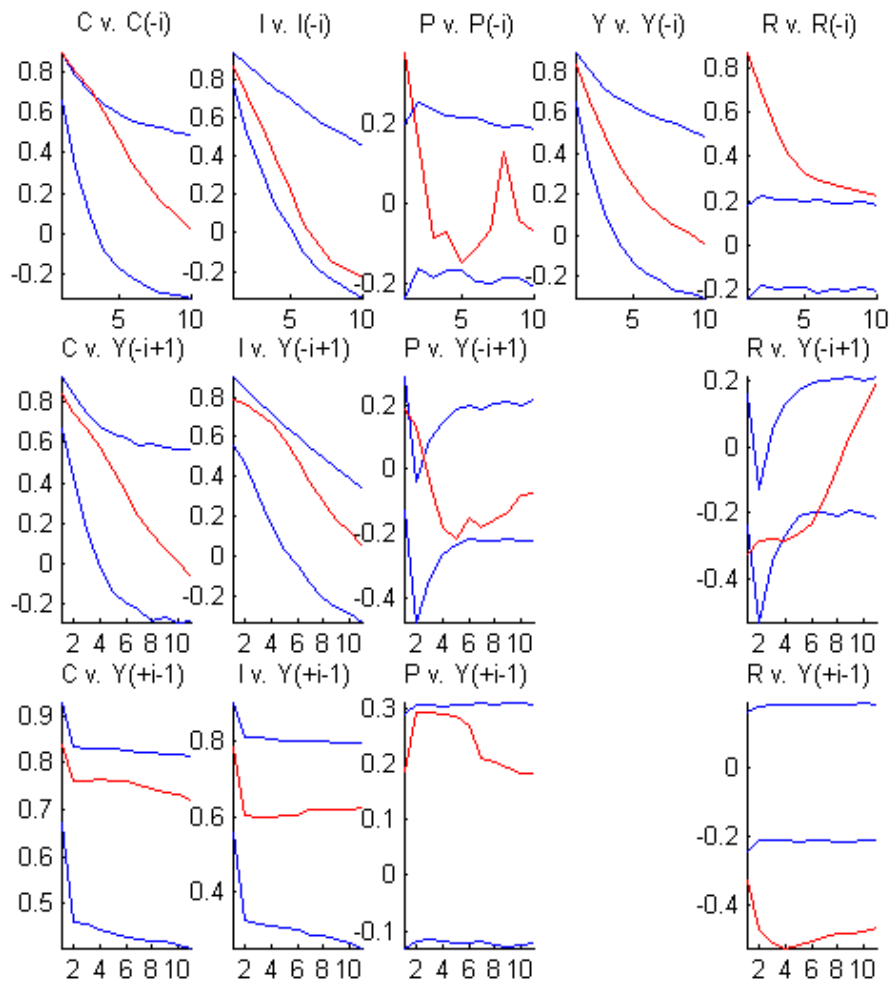 C v. C(-i) I v. I(-i) P v. P(-i) Y v. Y(-i) R v. R(-i)
0.8 0.8 0.8 0.8
0.6 0.6 0.2 0.6 0.6
0.4 0.4 0.4 0.4
0.2 0.2 0 0.2 0.2
0 0 0 0
-0.2 -0.2 -0.2 -0.2 -0.2
5 10 5 10 5 10 5 10 5 10
C v. Y(-i+1) I v. Y(-i+1) P v. Y(-i+1) R v. Y(-i+1)
0.8 0.8 0.2 0.2
0.6 0.6 0 0
0.4 0.4
0.2 0.2 -0.2 -0.2
0 0
-0.2 -0.2 -0.4 -0.4
2 4 6 8 10 2 4 6 8 10 2 4 6 8 10 2 4 6 8 10
C v. Y(+i-1) I v. Y(+i-1) P v. Y(+i-1) R v. Y(+i-1)
0.9 0.8 0.3 0
0.8 0.2
0.7 0.6 0.1 -0.2
0.6 0
0.5 0.4 -0.1 -0.4
2 4 6 8 10 2 4 6 8 10 2 4 6 8 10 2 4 6 8 10